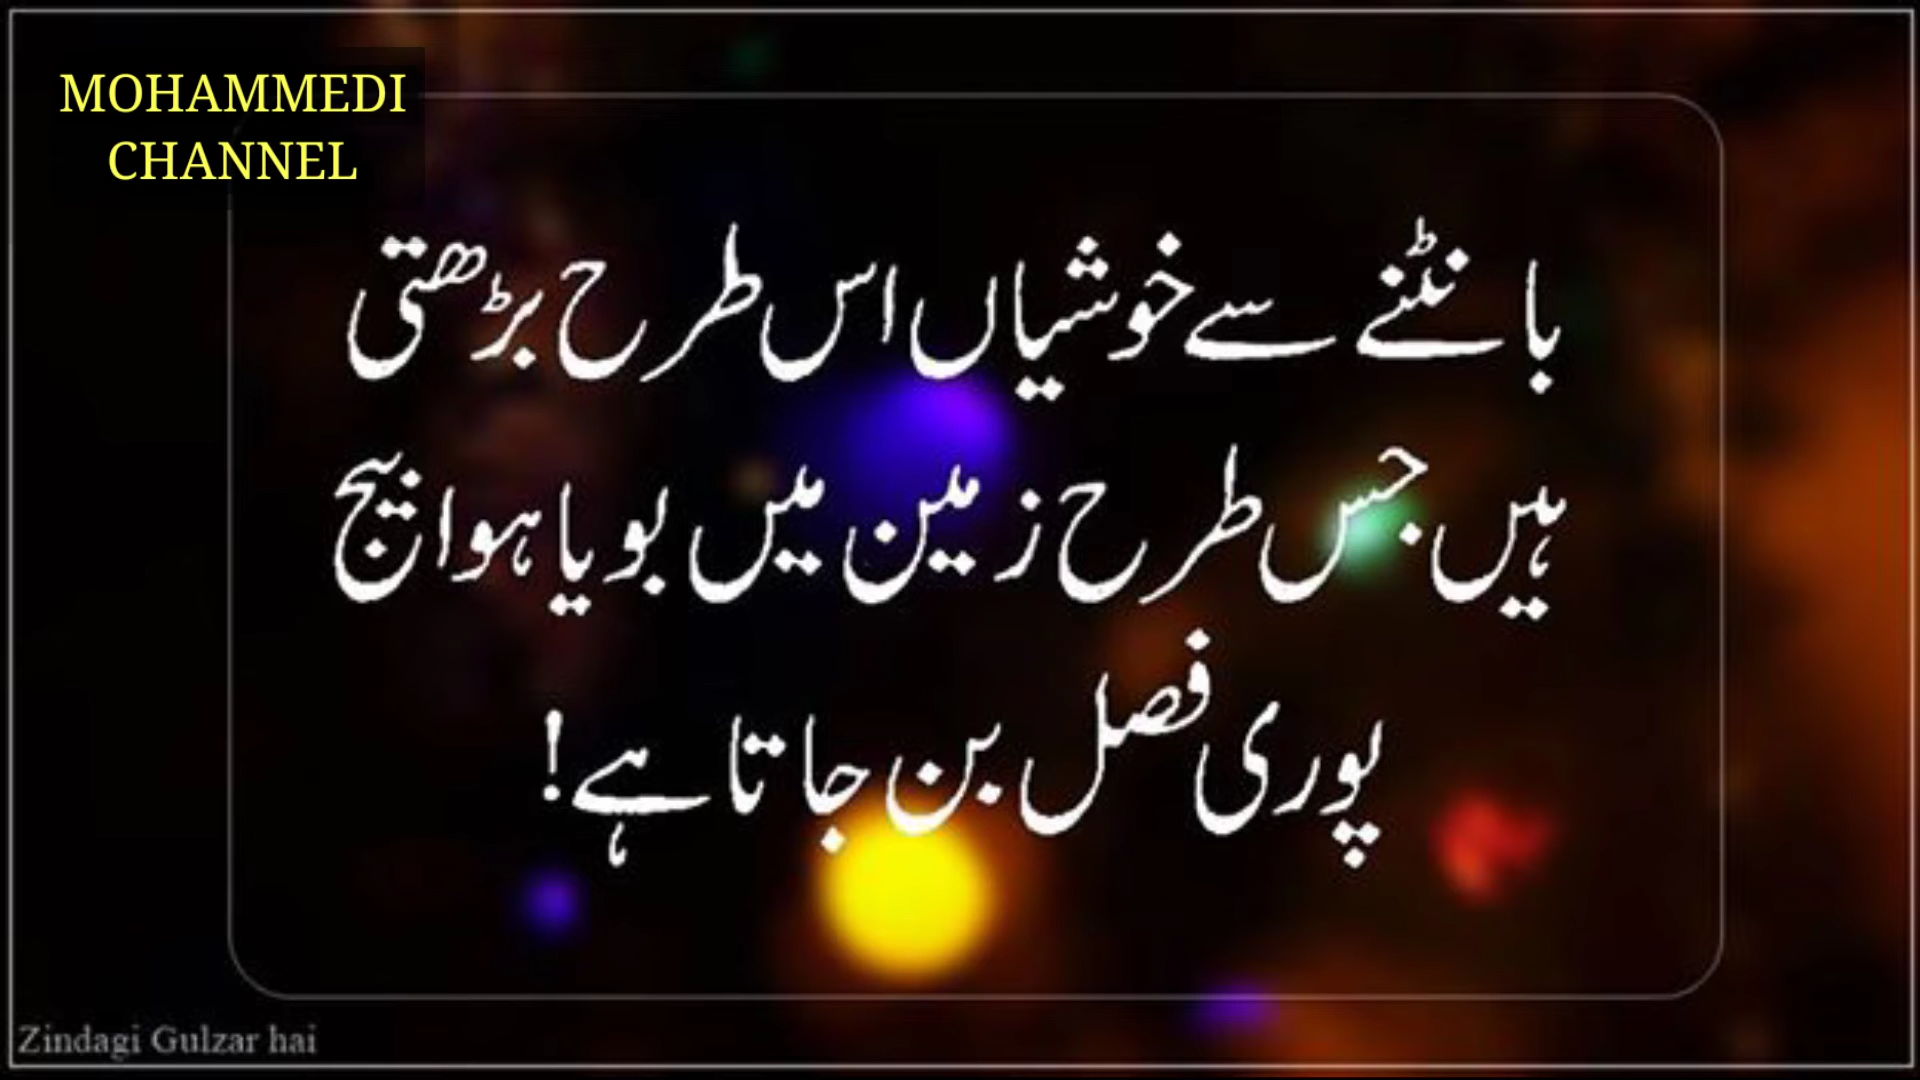 MOHAMMEDI
CHANNEL
بانٹنے سے خوشیاں اس طرح بڑھتی
ہیں جس طرح زمین میں بویا ہوا بیج
پوری فصل بن جاتا ہے!
Zindagi Gulzar hai